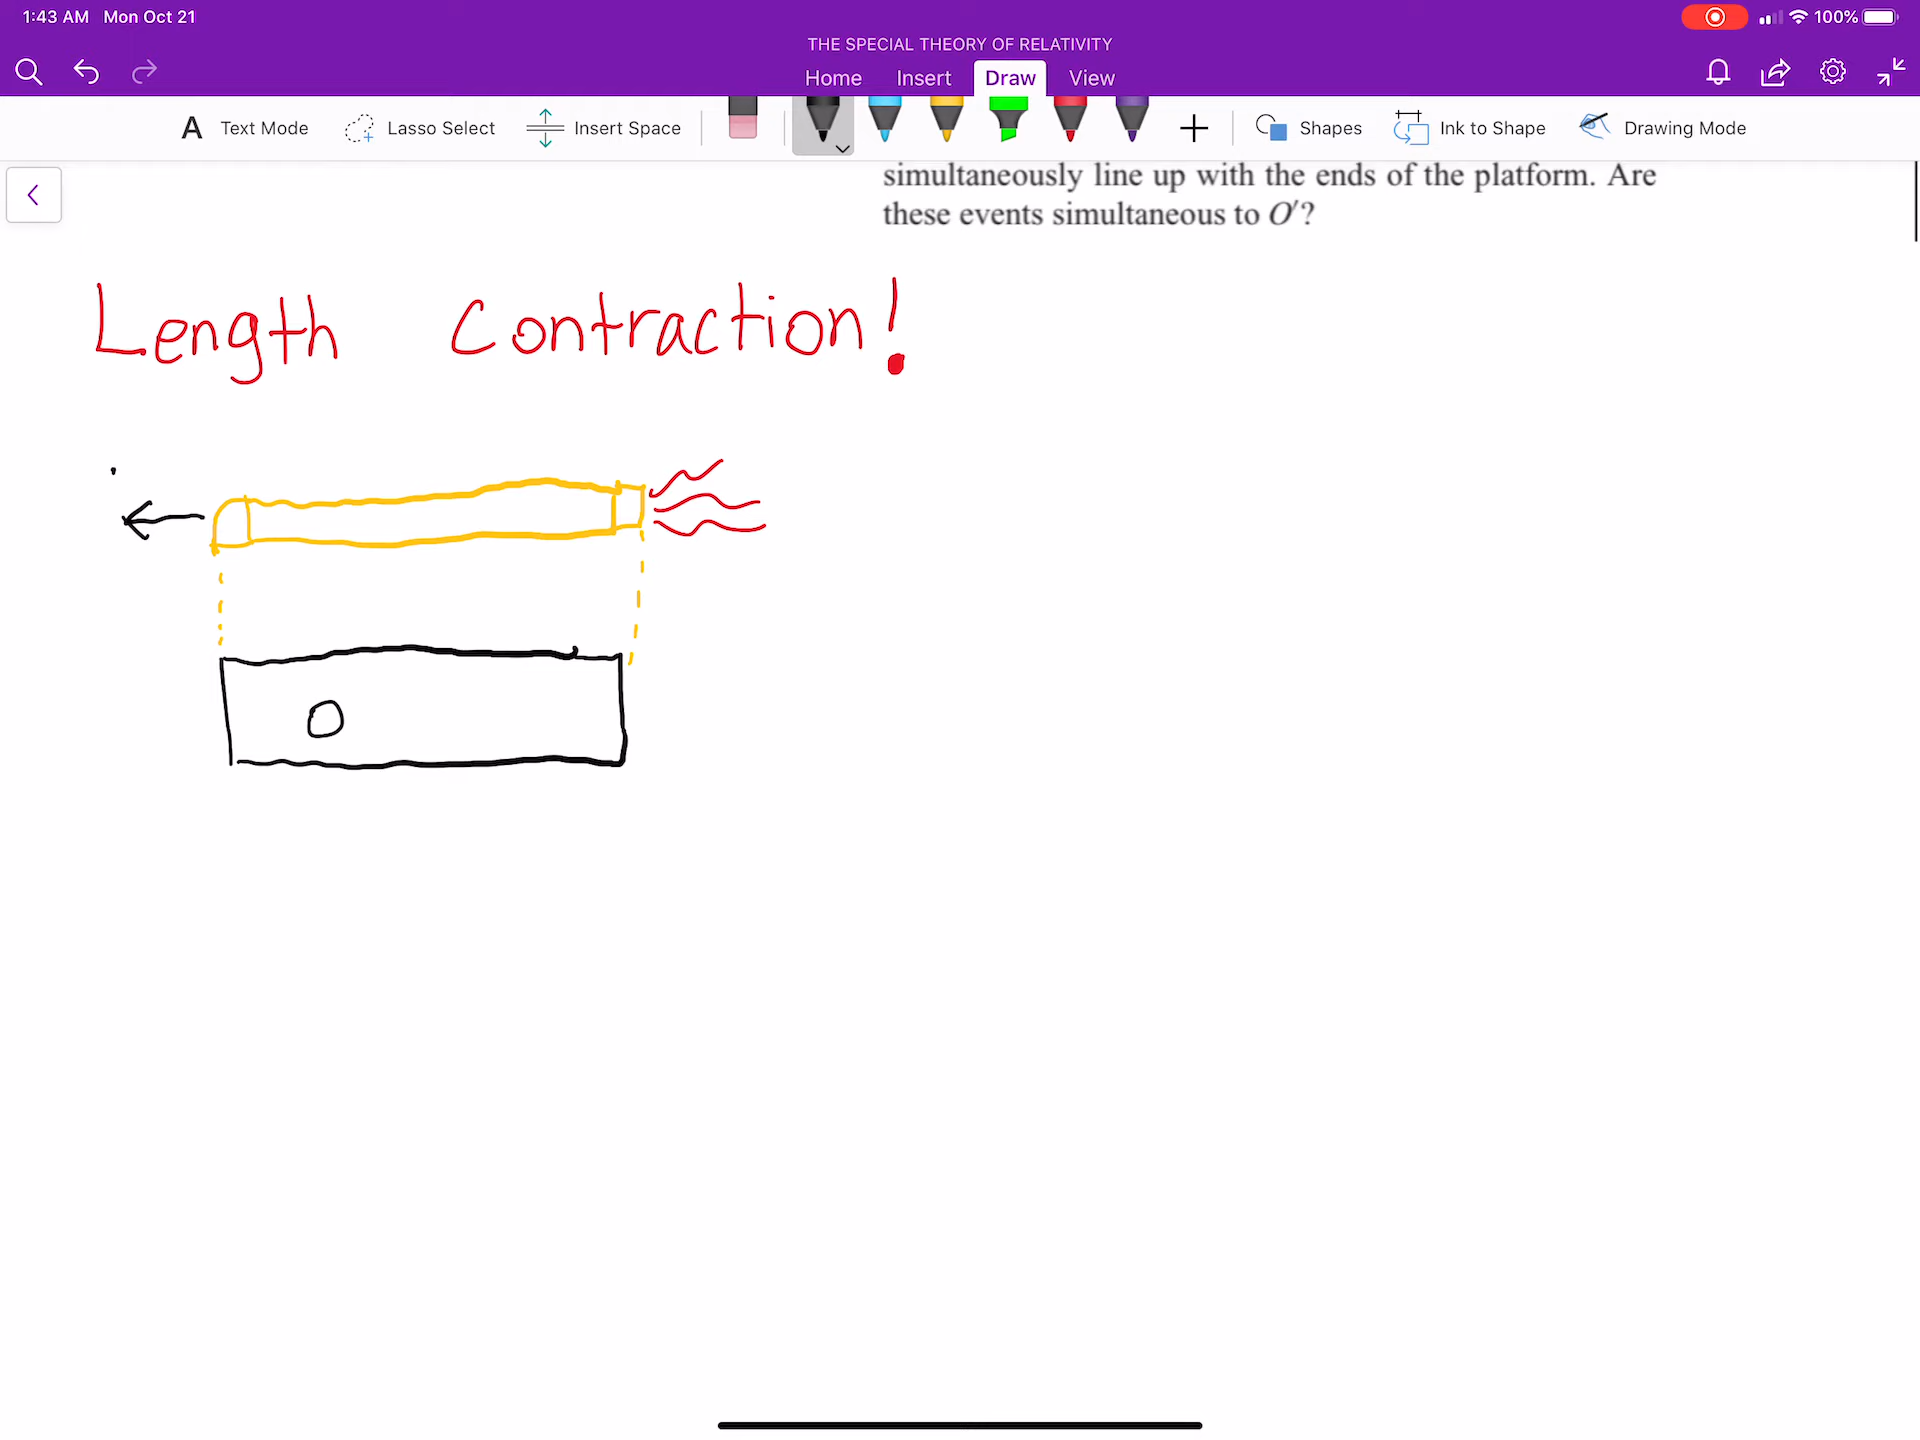 1:43 AM Mon Oct 21
100%
THE SPECIAL THEORY OF RELATIVITY
Home Insert Draw View
A Text Mode Lasso Select Insert Space Shapes Ink to Shape Drawing Mode
simultaneously line up with the ends of the platform. Are
these events simultaneous to O′?
Length Contraction!
O